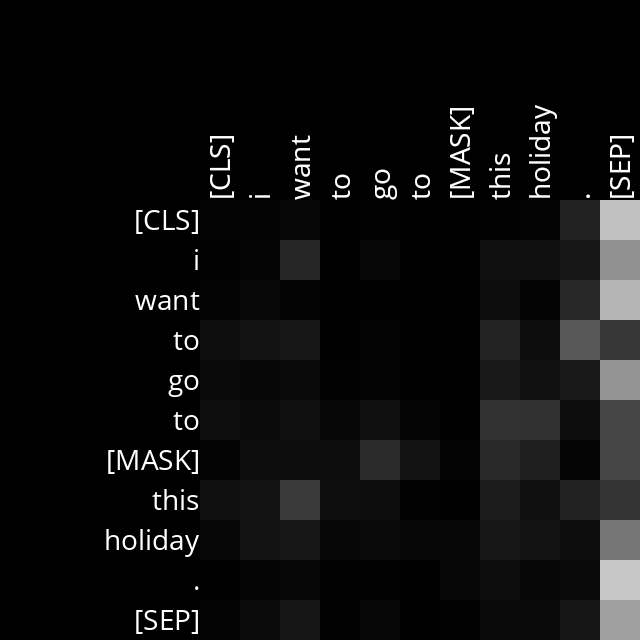 [CLS] i want to go to [MASK] this holiday . [SEP]
[CLS]
i
want
to
go
to
[MASK]
this
holiday
.
[SEP]